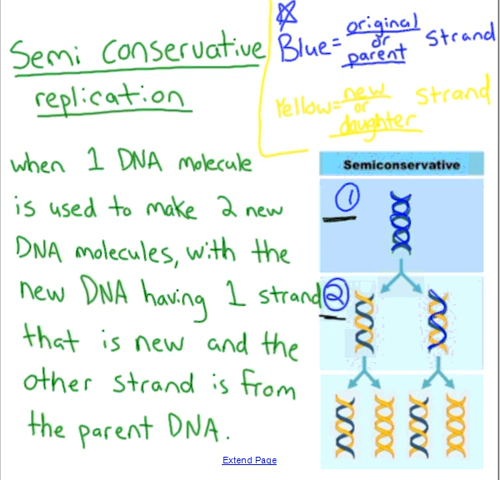 Semi Conservative
replication
Blue = original or parent Strand
Yellow = new or daughter Strand
when 1 DNA molecule
is used to make 2 new
DNA molecules, with the
new DNA having 1 strand
that is new and the
other strand is from
the parent DNA.
Semiconservative
1
2
Extend Page